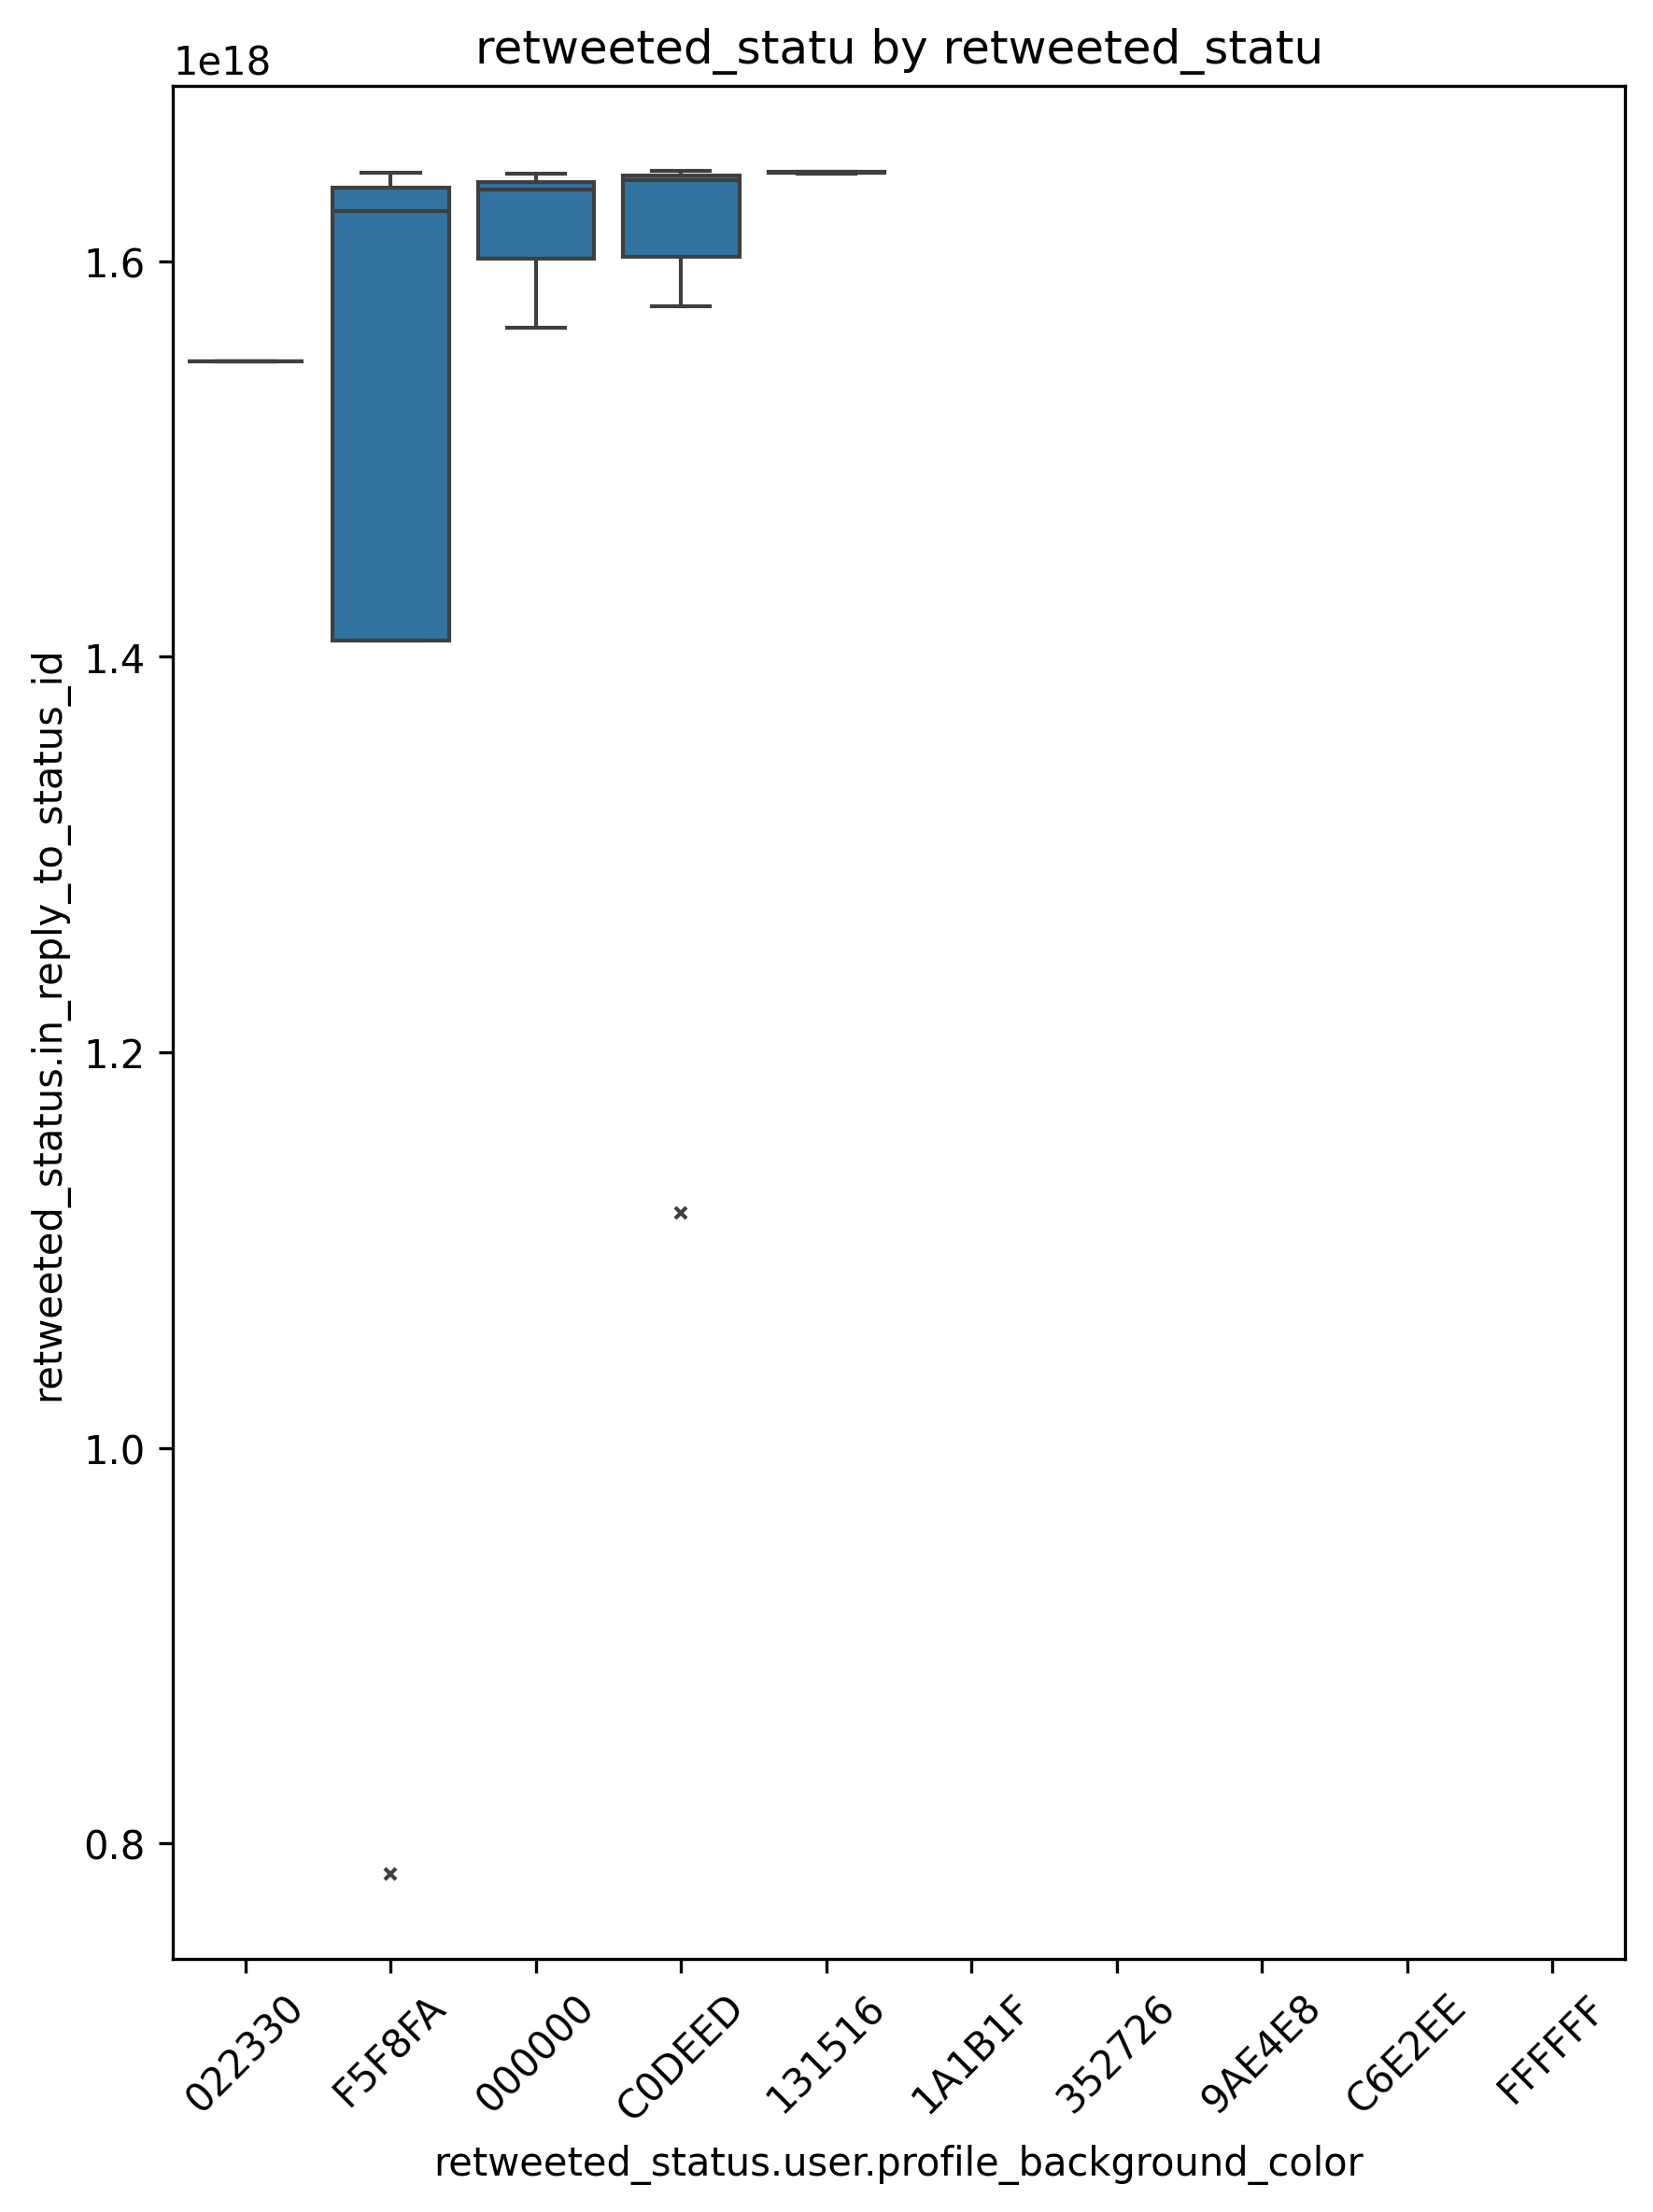 retweeted_statu by retweeted_statu
1e18
1.6
1.4
1.2
1.0
0.8
retweeted_status.in_reply_to_status_id
022330
F5F8FA
000000
C0DEED
131516
1A1B1F
352726
9AE4E8
C6E2EE
FFFFFF
retweeted_status.user.profile_background_color